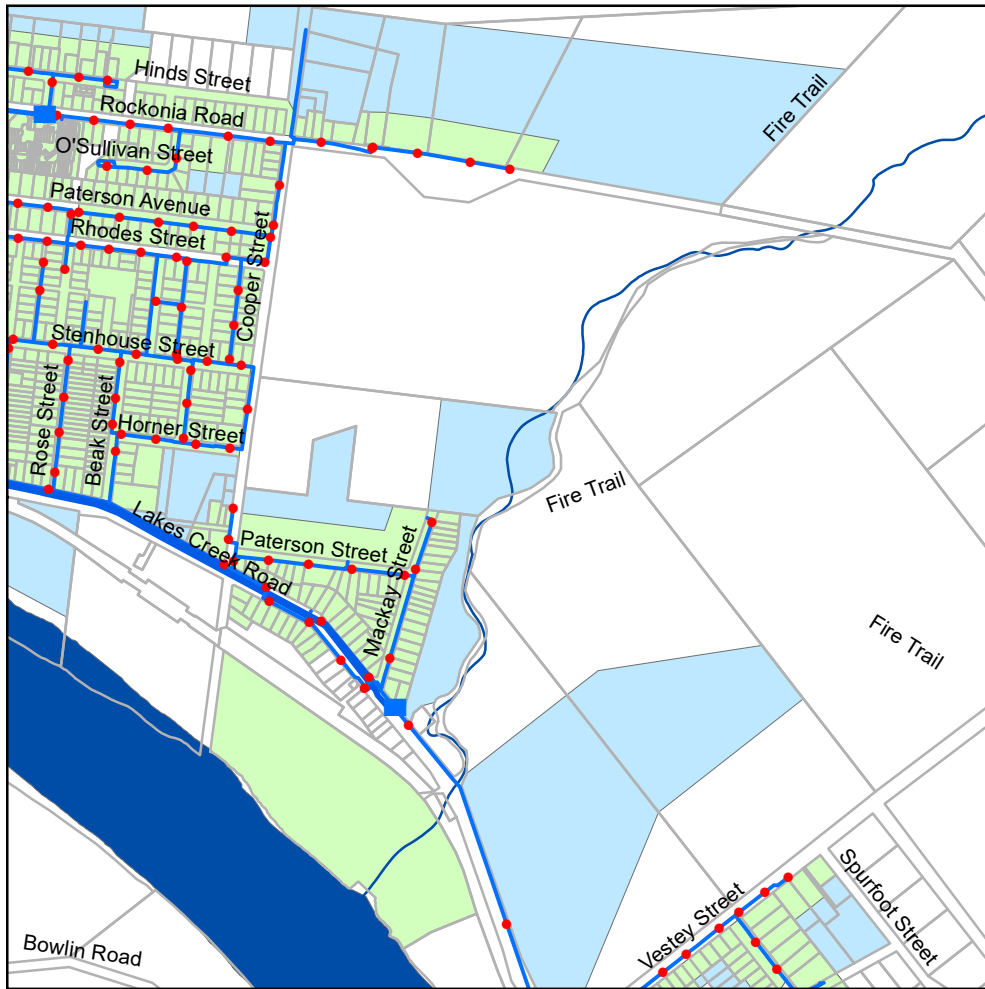 Hinds Street
Fire Trail
Rockonia Road
O'Sullivan Street
Paterson Avenue
Rhodes Street
Cooper Street
Stenhouse Street
Rose Street
Beak Street
Horner Street
Fire Trail
Lakes Creek Road
Paterson Street
Mackay Street
Fire Trail
Spurfoot Street
Vestey Street
Bowlin Road